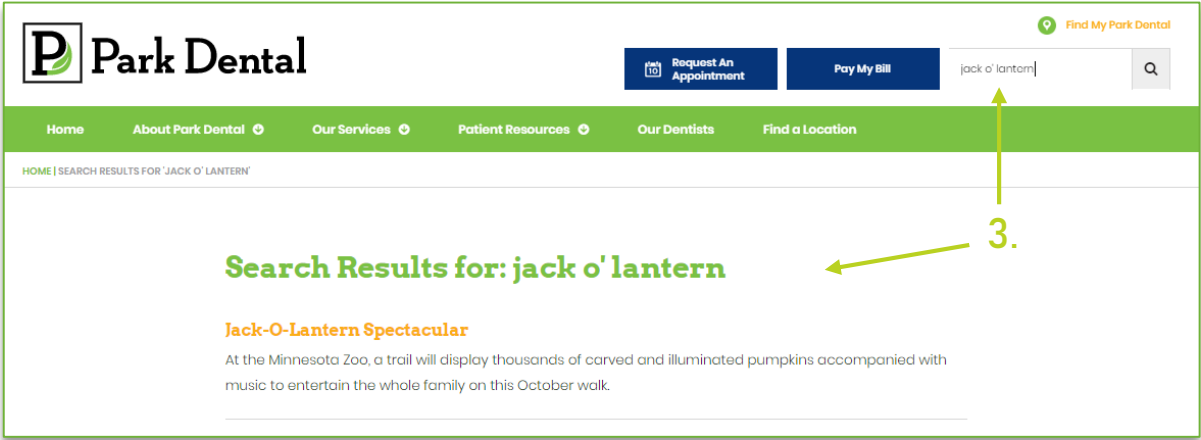 Find My Park Dental
Park Dental
10
Request An
Appointment
Pay My Bill
jack o' lantern
Home
About Park Dental
Our Services
Patient Resources
Our Dentists
Find a Location
HOME | SEARCH RESULTS FOR 'JACK O' LANTERN'
3.
Search Results for: jack o' lantern
Jack-O-Lantern Spectacular
At the Minnesota Zoo, a trail will display thousands of carved and illuminated pumpkins accompanied with
music to entertain the whole family on this October walk.